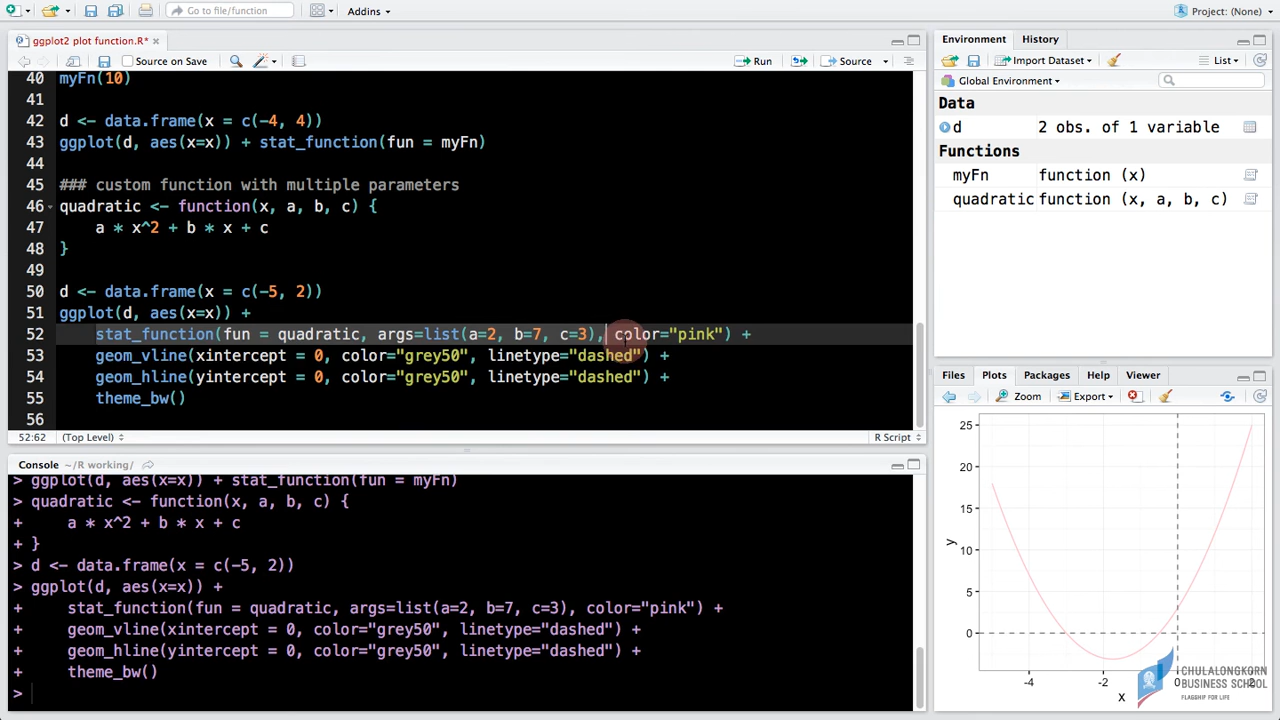 Go to file/function
Addins
Project: (None)
ggplot2 plot function.R*
Source on Save
Run
Source
40 myFn(10)
41
42 d <- data.frame(x = c(-4, 4))
43 ggplot(d, aes(x=x)) + stat_function(fun = myFn)
44
45 ### custom function with multiple parameters
46 quadratic <- function(x, a, b, c) {
47 a * x^2 + b * x + c
48 }
49
50 d <- data.frame(x = c(-5, 2))
51 ggplot(d, aes(x=x)) +
52 stat_function(fun = quadratic, args=list(a=2, b=7, c=3), color="pink") +
53 geom_vline(xintercept = 0, color="grey50", linetype="dashed") +
54 geom_hline(yintercept = 0, color="grey50", linetype="dashed") +
55 theme_bw()
56
52:62 (Top Level) R Script
Console ~/R working/
> ggplot(d, aes(x=x)) + stat_function(fun = myFn)
> quadratic <- function(x, a, b, c) {
+ a * x^2 + b * x + c
+ }
> d <- data.frame(x = c(-5, 2))
> ggplot(d, aes(x=x)) +
+ stat_function(fun = quadratic, args=list(a=2, b=7, c=3), color="pink") +
+ geom_vline(xintercept = 0, color="grey50", linetype="dashed") +
+ geom_hline(yintercept = 0, color="grey50", linetype="dashed") +
+ theme_bw()
>
Environment History
Import Dataset List
Global Environment
Data
d 2 obs. of 1 variable
Functions
myFn function (x)
quadratic function (x, a, b, c)
Files Plots Packages Help Viewer
Zoom Export
25
20
15
10
5
0
y
-4 -2 0 2
x
CHULALONGKORN
BUSINESS SCHOOL
FLAGSHIP FOR LIFE